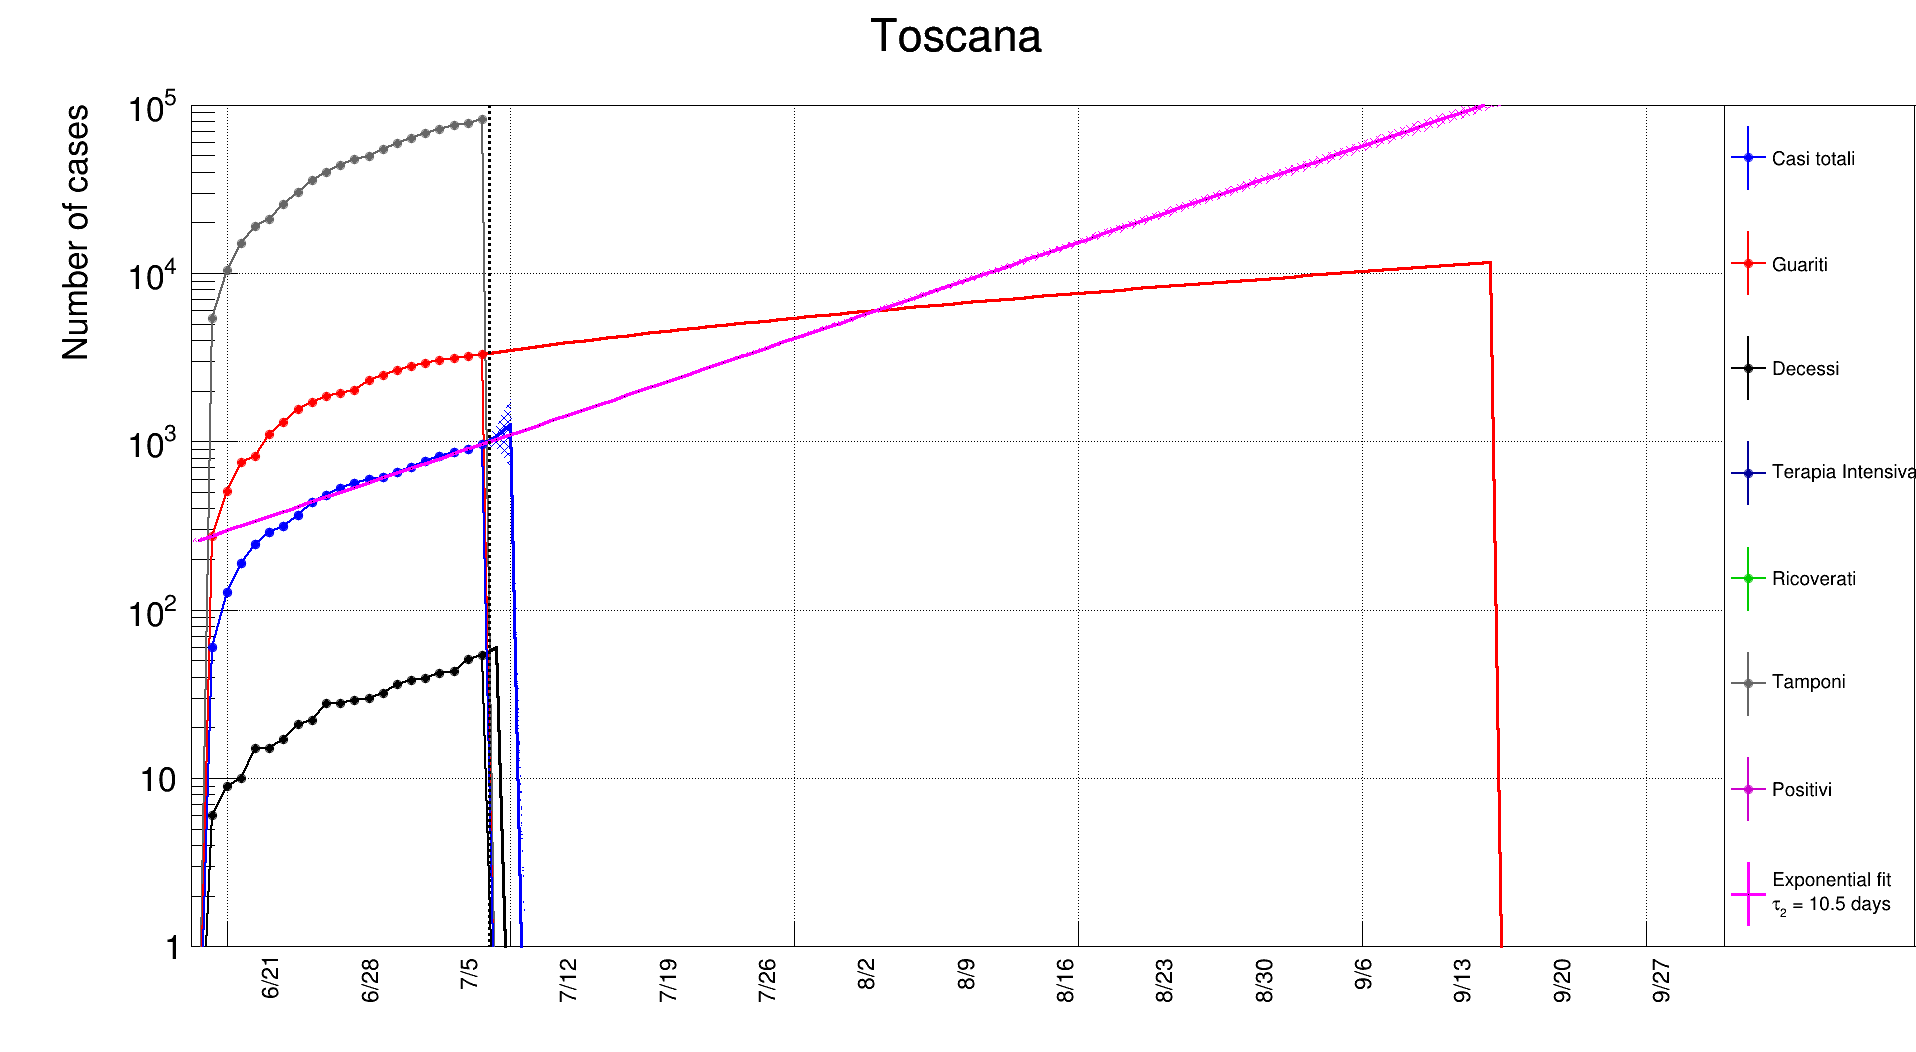 Toscana
Number of cases
10^5
10^4
10^3
10^2
10
1
6/21 6/28 7/5 7/12 7/19 7/26 8/2 8/9 8/16 8/23 8/30 9/6 9/13 9/20 9/27
Casi totali
Guariti
Decessi
Terapia Intensiva
Ricoverati
Tamponi
Positivi
Exponential fit
τ₂ = 10.5 days